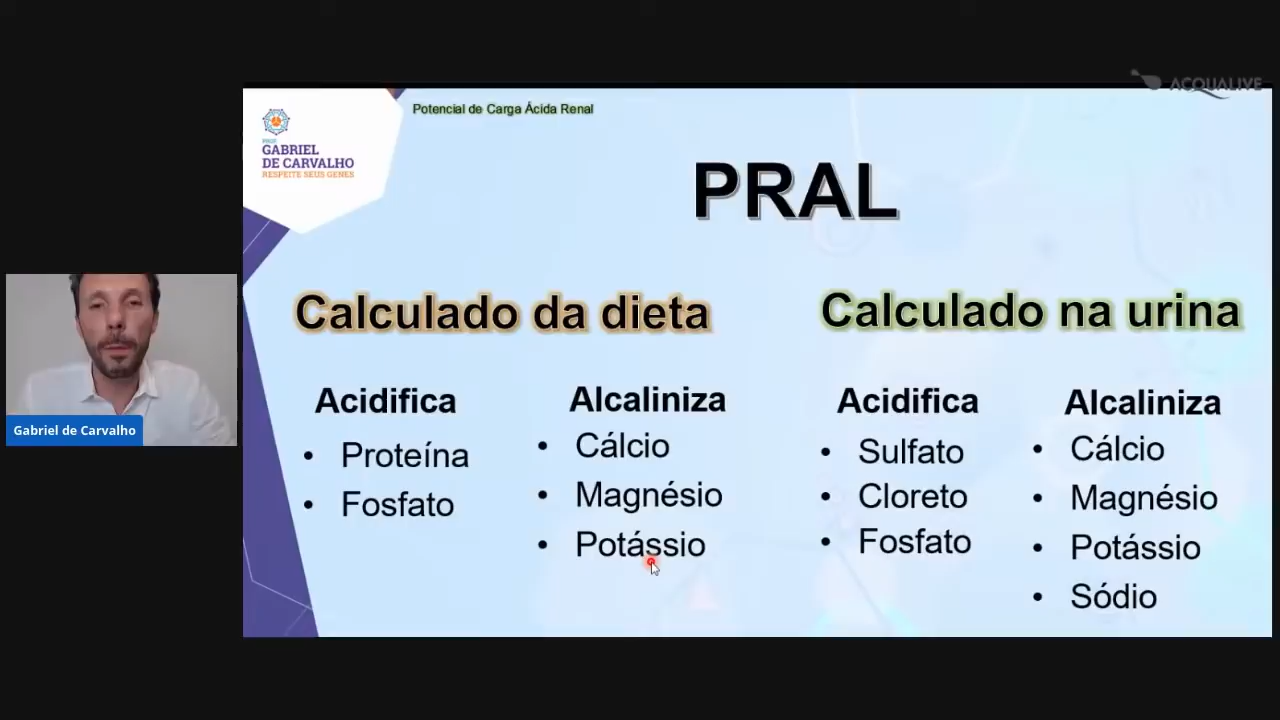 ACQUALIVE
Potencial de Carga Ácida Renal
PROF.
GABRIEL
DE CARVALHO
RESPEITE SEUS GENES
PRAL
Calculado da dieta
Calculado na urina
Acidifica
• Proteína
• Fosfato
Alcaliniza
• Cálcio
• Magnésio
• Potássio
Acidifica
• Sulfato
• Cloreto
• Fosfato
Alcaliniza
• Cálcio
• Magnésio
• Potássio
• Sódio
Gabriel de Carvalho